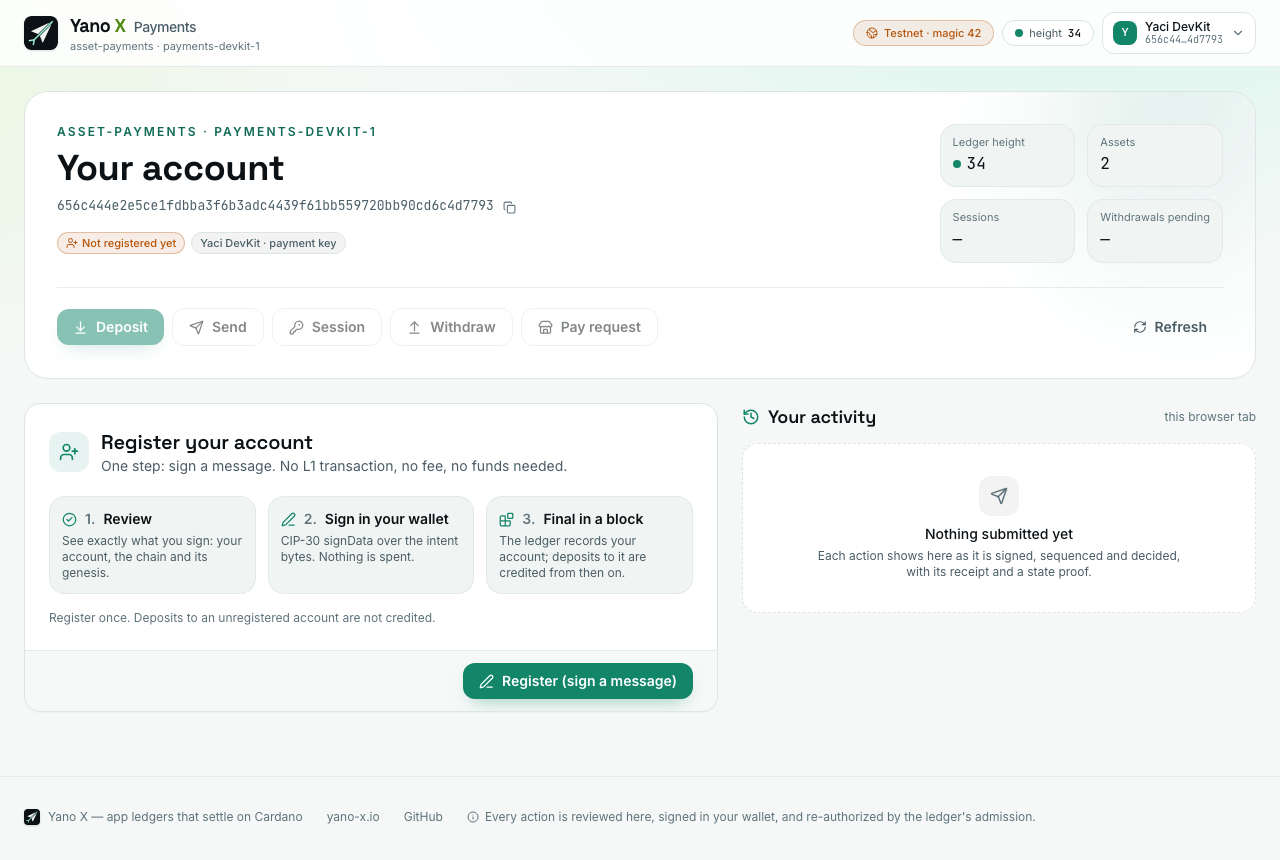 Yano X Payments
asset-payments · payments-devkit-1
Testnet · magic 42
height 34
Y
Yaci DevKit
656c44…4d7793
ASSET-PAYMENTS · PAYMENTS-DEVKIT-1
Your account
656c444e2e5ce1fdbba3f6b3adc4439f61bb559720bb90cd6c4d7793
Not registered yet
Yaci DevKit · payment key
Ledger height
34
Assets
2
Sessions
—
Withdrawals pending
—
Deposit
Send
Session
Withdraw
Pay request
Refresh
Register your account
One step: sign a message. No L1 transaction, no fee, no funds needed.
1. Review
See exactly what you sign: your
account, the chain and its
genesis.
2. Sign in your wallet
CIP-30 signData over the intent
bytes. Nothing is spent.
3. Final in a block
The ledger records your
account; deposits to it are
credited from then on.
Register once. Deposits to an unregistered account are not credited.
Register (sign a message)
Your activity
this browser tab
Nothing submitted yet
Each action shows here as it is signed, sequenced and decided,
with its receipt and a state proof.
Yano X — app ledgers that settle on Cardano
yano-x.io
GitHub
Every action is reviewed here, signed in your wallet, and re-authorized by the ledger's admission.